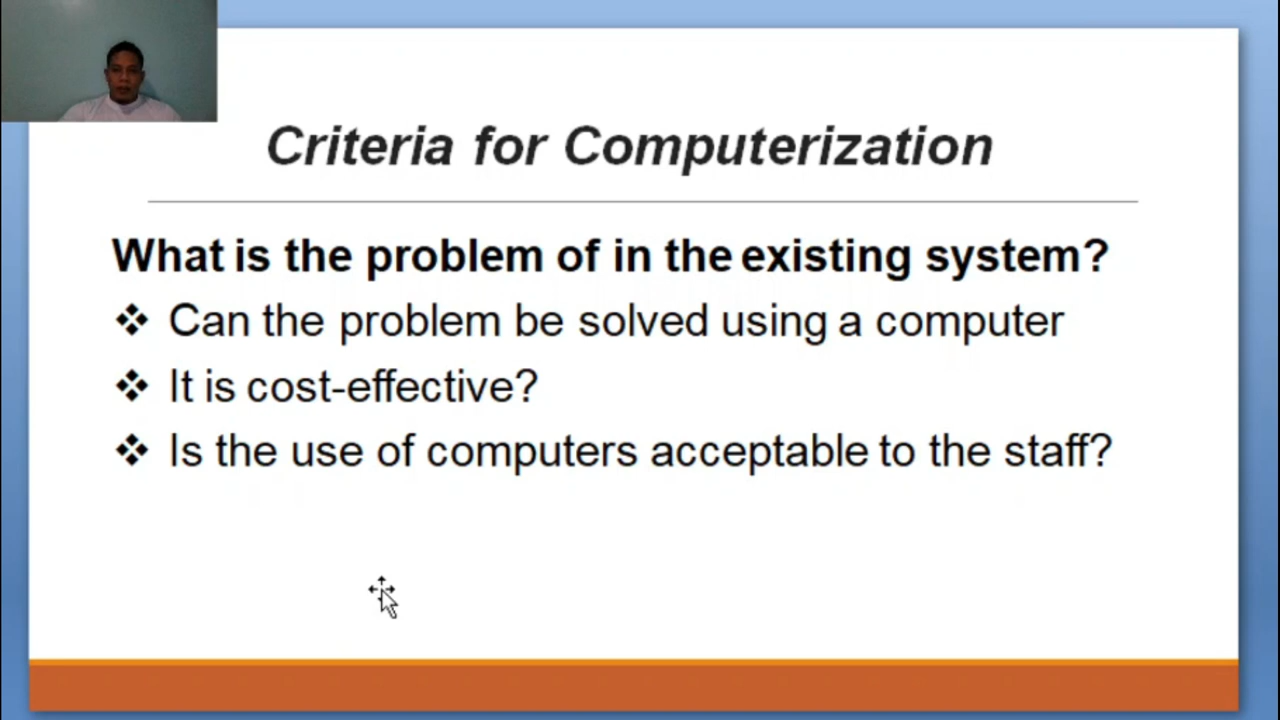 Criteria for Computerization
What is the problem of in the existing system?
❖ Can the problem be solved using a computer
❖ It is cost-effective?
❖ Is the use of computers acceptable to the staff?